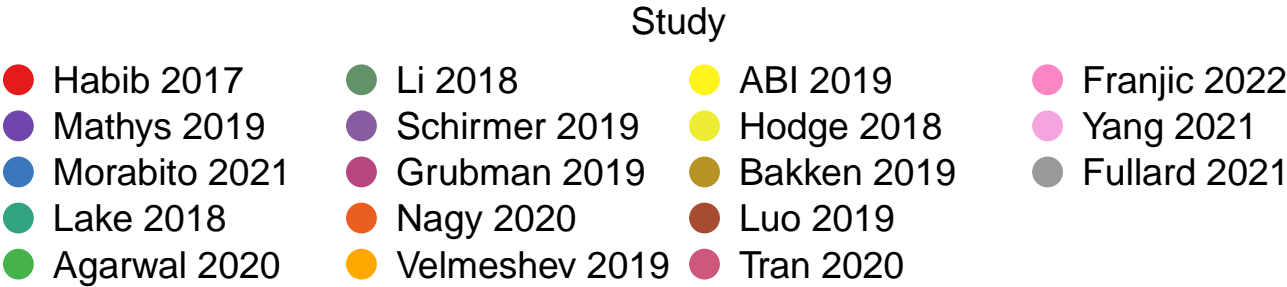 Study
Habib 2017
Mathys 2019
Morabito 2021
Lake 2018
Agarwal 2020
Li 2018
Schirmer 2019
Grubman 2019
Nagy 2020
Velmeshev 2019
ABI 2019
Hodge 2018
Bakken 2019
Luo 2019
Tran 2020
Franjic 2022
Yang 2021
Fullard 2021